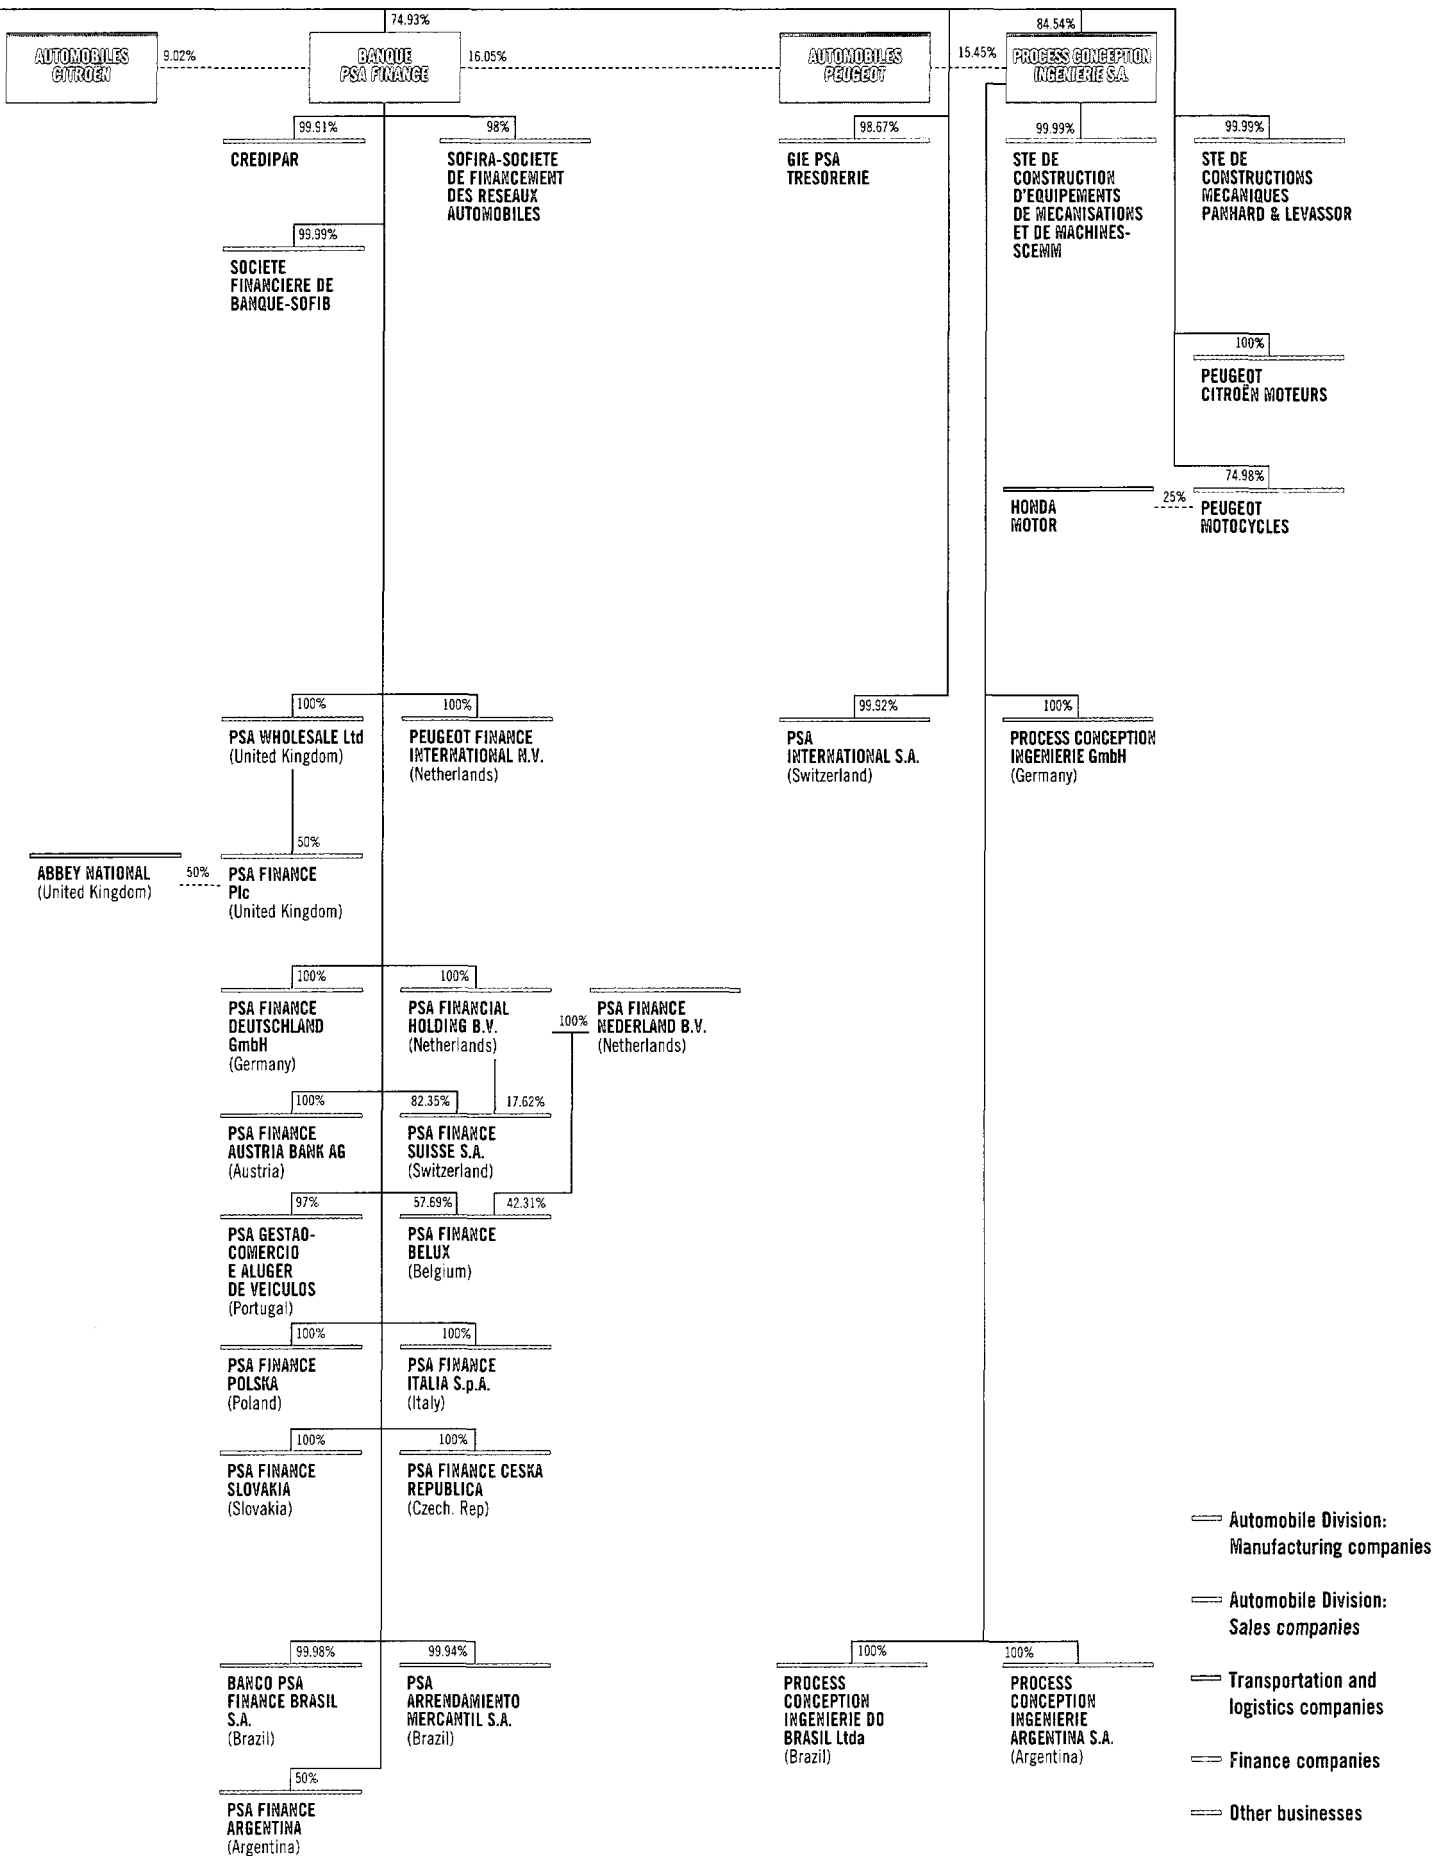 74.93%
84.54%
AUTOMOBILES
CITROËN
9.02%
BANQUE
PSA FINANCE
16.05%
AUTOMOBILES
PEUGEOT
15.45%
PROCESS CONCEPTION
INGENIERIE S.A.
99.91%
CREDIPAR
98%
SOFIRA-SOCIETE
DE FINANCEMENT
DES RESEAUX
AUTOMOBILES
98.67%
GIE PSA
TRESORERIE
99.99%
STE DE
CONSTRUCTION
D'EQUIPEMENTS
DE MECANISATIONS
ET DE MACHINES-
SCEMM
99.99%
STE DE
CONSTRUCTIONS
MECANIQUES
PANHARD & LEVASSOR
99.99%
SOCIETE
FINANCIERE DE
BANQUE-SOFIB
100%
PEUGEOT
CITROËN MOTEURS
HONDA
MOTOR
25%
74.98%
PEUGEOT
MOTOCYCLES
100%
PSA WHOLESALE Ltd
(United Kingdom)
100%
PEUGEOT FINANCE
INTERNATIONAL N.V.
(Netherlands)
99.92%
PSA
INTERNATIONAL S.A.
(Switzerland)
100%
PROCESS CONCEPTION
INGENIERIE GmbH
(Germany)
ABBEY NATIONAL
(United Kingdom)
50%
50%
PSA FINANCE
Plc
(United Kingdom)
100%
PSA FINANCE
DEUTSCHLAND
GmbH
(Germany)
100%
PSA FINANCIAL
HOLDING B.V.
(Netherlands)
100%
PSA FINANCE
NEDERLAND B.V.
(Netherlands)
100%
PSA FINANCE
AUSTRIA BANK AG
(Austria)
82.35%
17.62%
PSA FINANCE
SUISSE S.A.
(Switzerland)
97%
PSA GESTAO-
COMERCIO
E ALUGER
DE VEICULOS
(Portugal)
57.69%
42.31%
PSA FINANCE
BELUX
(Belgium)
100%
PSA FINANCE
POLSKA
(Poland)
100%
PSA FINANCE
ITALIA S.p.A.
(Italy)
100%
PSA FINANCE
SLOVAKIA
(Slovakia)
100%
PSA FINANCE CESKA
REPUBLICA
(Czech. Rep)
99.98%
BANCO PSA
FINANCE BRASIL
S.A.
(Brazil)
99.94%
PSA
ARRENDAMIENTO
MERCANTIL S.A.
(Brazil)
100%
PROCESS
CONCEPTION
INGENIERIE DO
BRASIL Ltda
(Brazil)
100%
PROCESS
CONCEPTION
INGENIERIE
ARGENTINA S.A.
(Argentina)
50%
PSA FINANCE
ARGENTINA
(Argentina)
Automobile Division:
Manufacturing companies
Automobile Division:
Sales companies
Transportation and
logistics companies
Finance companies
Other businesses